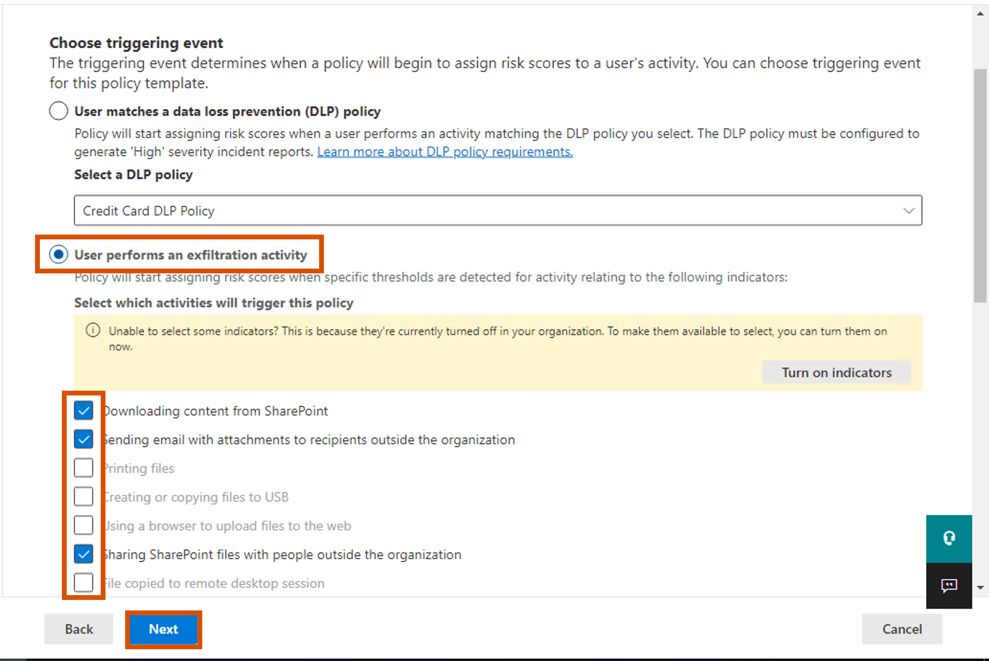 Choose triggering event
The triggering event determines when a policy will begin to assign risk scores to a user's activity. You can choose triggering event
for this policy template.
User matches a data loss prevention (DLP) policy
Policy will start assigning risk scores when a user performs an activity matching the DLP policy you select. The DLP policy must be configured to
generate 'High' severity incident reports. Learn more about DLP policy requirements.
Select a DLP policy
Credit Card DLP Policy
User performs an exfiltration activity
Policy will start assigning risk scores when specific thresholds are detected for activity relating to the following indicators:
Select which activities will trigger this policy
Unable to select some indicators? This is because they're currently turned off in your organization. To make them available to select, you can turn them on
now.
Turn on indicators
Downloading content from SharePoint
Sending email with attachments to recipients outside the organization
Printing files
Creating or copying files to USB
Using a browser to upload files to the web
Sharing SharePoint files with people outside the organization
File copied to remote desktop session
Back
Next
Cancel